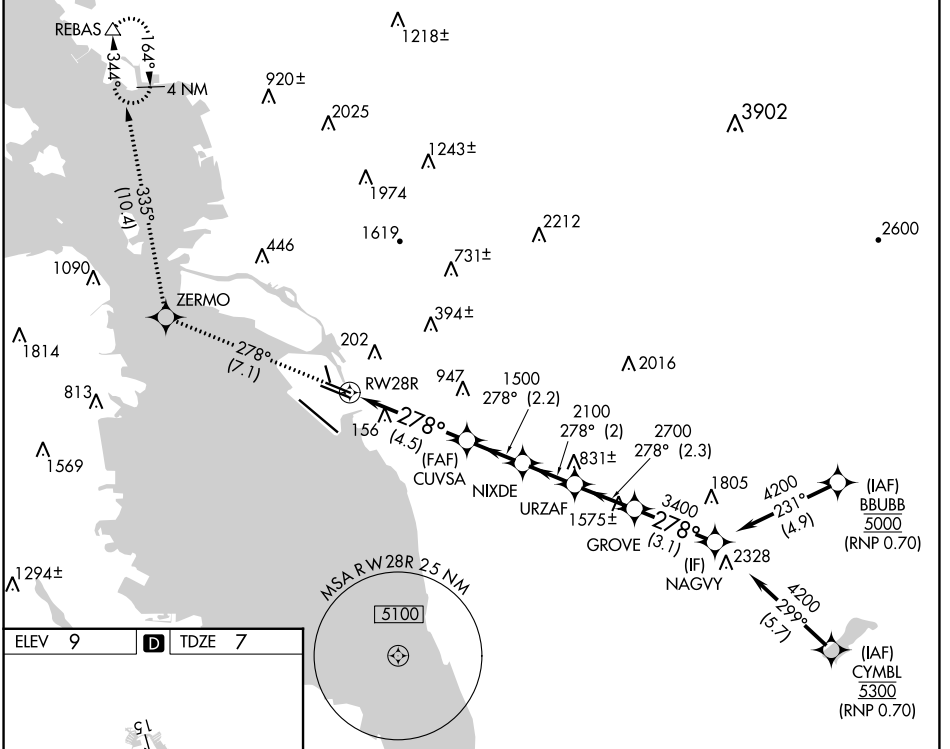 REBAS
344°
164°
4 NM
1218±
920±
2025
3902
1243±
1974
335°
(10.4)
1619
2212
2600
446
731±
1090
ZERMO
394±
1814
278°
(7.1)
202
RW28R
2016
947
1500
278° (2.2)
813
2100
278° (2)
156
278°
(4.5)
2700
278° (2.3)
(FAF)
CUVSA
1569
831±
NIXDE
1805
4200
231°
(4.9)
(IAF)
BBUBB
5000
(RNP 0.70)
URZAF
1575±
3400
278°
(3.1)
GROVE
(IF)
NAGVY
2328
1294±
MSA RW28R 25 NM
5100
4200
299°
(5.7)
(IAF)
CYMBL
5300
(RNP 0.70)
ELEV 9
D
TDZE 7
15